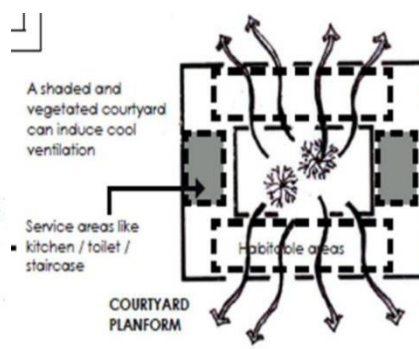 A shaded and
vegetated courtyard
can induce cool
ventilation
Service areas like
kitchen / toilet /
staircase
Habitable areas
COURTYARD
PLANFORM